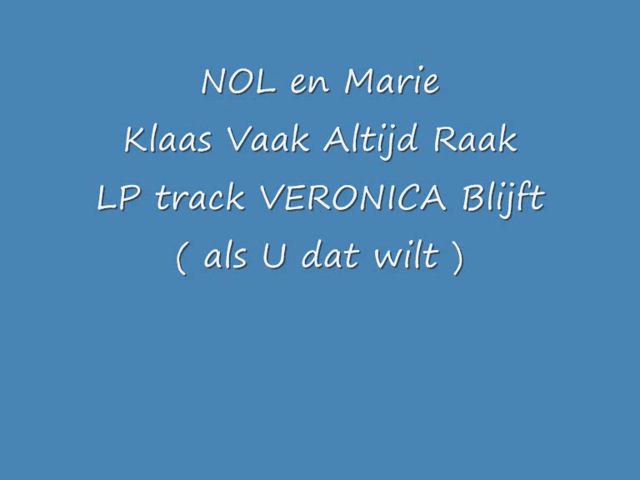 NOL en Marie
Klaas Vaak Altijd Raak
LP track VERONICA Blijft
( als U dat wilt )